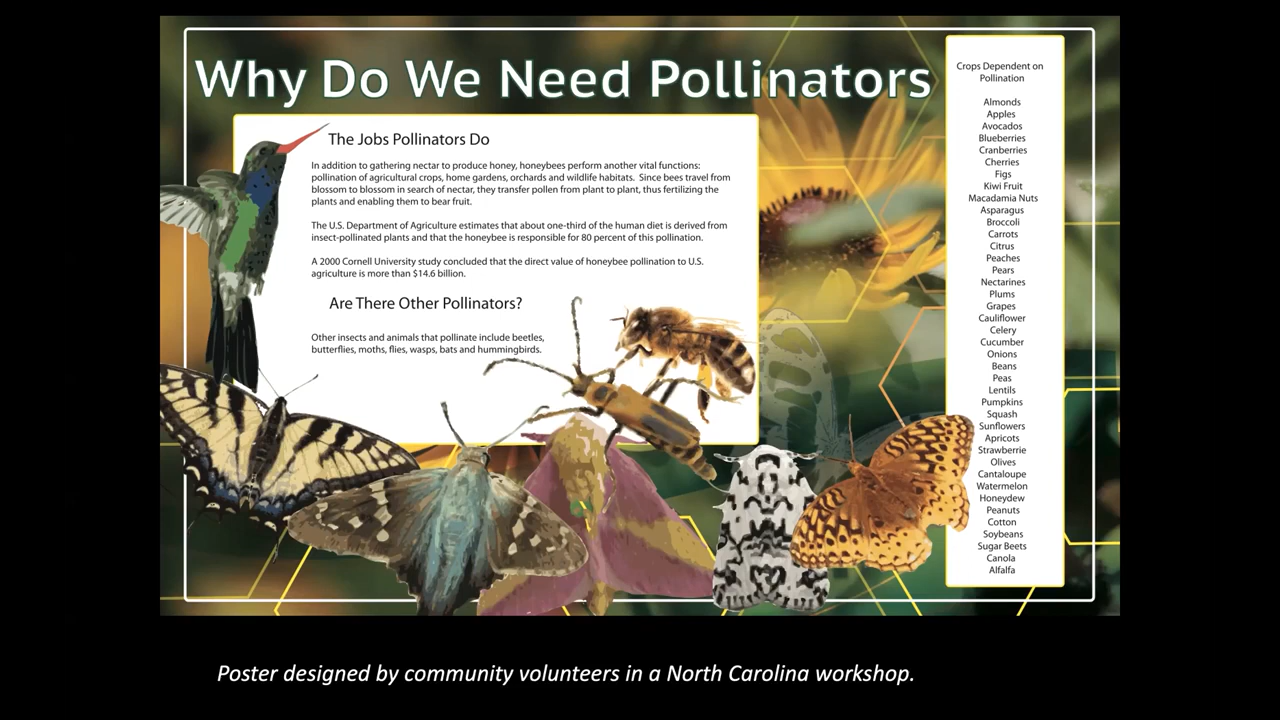 Why Do We Need Pollinators
The Jobs Pollinators Do
In addition to gathering nectar to produce honey, honeybees perform another vital functions:
pollination of agricultural crops, home gardens, orchards and wildlife habitats. Since bees travel from
blossom to blossom in search of nectar, they transfer pollen from plant to plant, thus fertilizing the
plants and enabling them to bear fruit.
The U.S. Department of Agriculture estimates that about one-third of the human diet is derived from
insect-pollinated plants and that the honeybee is responsible for 80 percent of this pollination.
A 2000 Cornell University study concluded that the direct value of honeybee pollination to U.S.
agriculture is more than $14.6 billion.
Are There Other Pollinators?
Other insects and animals that pollinate include beetles,
butterflies, moths, flies, wasps, bats and hummingbirds.
Crops Dependent on
Pollination
Almonds
Apples
Avocados
Blueberries
Cranberries
Cherries
Figs
Kiwi Fruit
Macadamia Nuts
Asparagus
Broccoli
Carrots
Citrus
Peaches
Pears
Nectarines
Plums
Grapes
Cauliflower
Celery
Cucumber
Onions
Beans
Peas
Lentils
Pumpkins
Squash
Sunflowers
Apricots
Strawberrie
Olives
Cantaloupe
Watermelon
Honeydew
Peanuts
Cotton
Soybeans
Sugar Beets
Canola
Alfalfa
Poster designed by community volunteers in a North Carolina workshop.